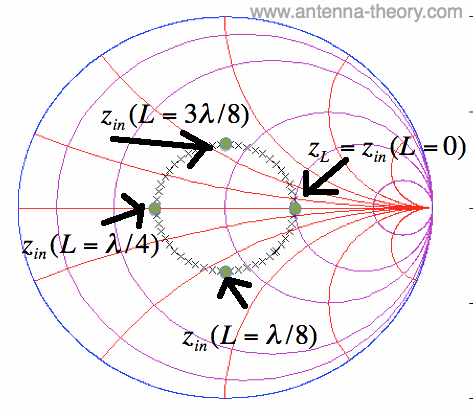 www.antenna-theory.com
z_in(L = 3λ/8)
z_L = z_in(L = 0)
z_in(L = λ/4)
z_in(L = λ/8)